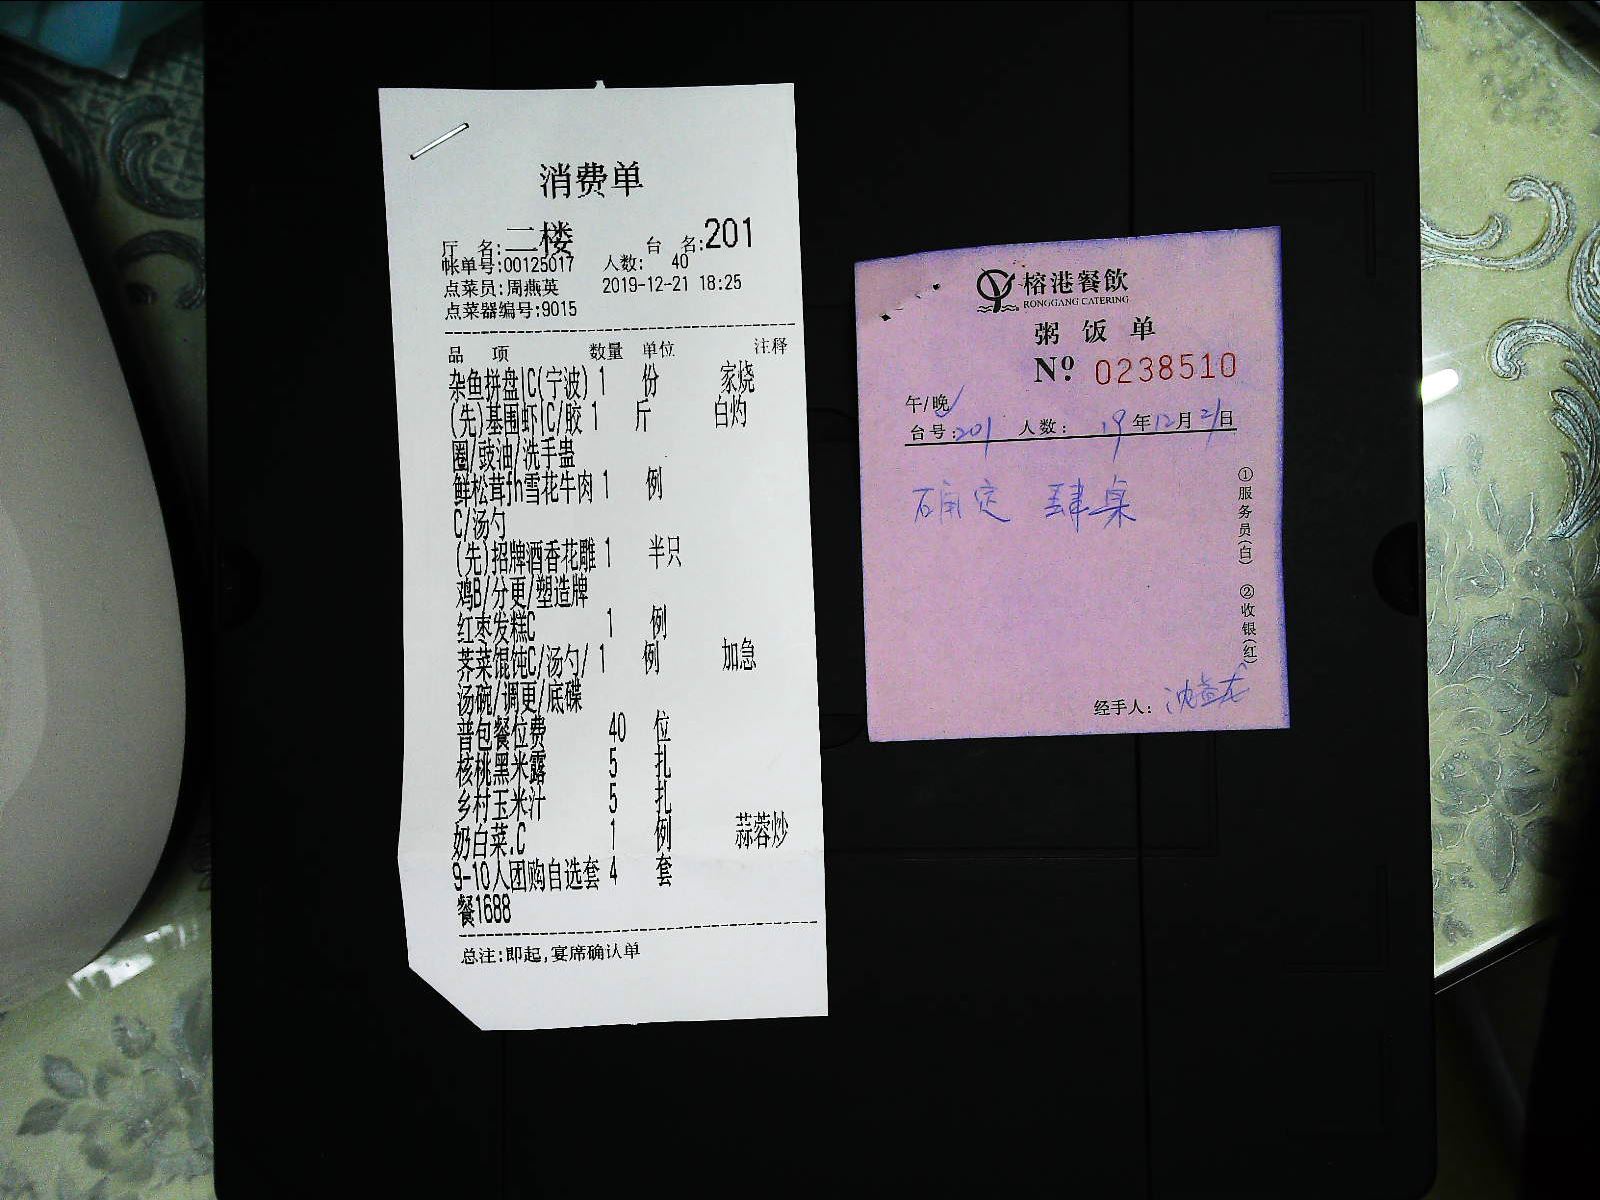 消费单
厅 名:二楼 台 名:201
帐单号:00125017 人数: 40
点菜员:周燕英 2019-12-21 18:25
点菜器编号:9015
品 项 数量 单位 注释
杂鱼拼盘|C(宁波) 1 份 家烧
(先)基围虾|C/胶 1 斤 白灼
圈/豉油/洗手盅
鲜松茸fh雪花牛肉 1 例
C/汤勺
(先)招牌酒香花雕 1 半只
鸡B/分更/塑造牌
红枣发糕C 1 例
荠菜馄饨C/汤勺/ 1 例 加急
汤碗/调更/底碟
普包餐位费 40 位
核桃黑米露 5 扎
乡村玉米汁 5 扎
奶白菜.C 1 例 蒜蓉炒
9-10人团购自选套 4 套
餐1688
总注:即起,宴席确认单
榕港餐飲
RONGGANG CATERING
粥 饭 单
Nº 0238510
午/晚
台号:201 人数: 19年12月21日
确定 肆桌
①服务员(白) ②收银(红)
经手人: